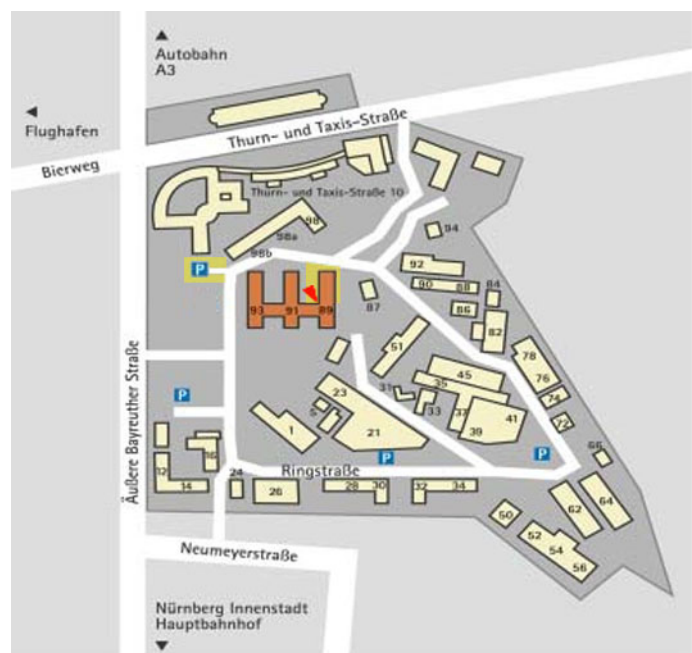 Autobahn
A3
Flughafen
Thurn- und Taxis-Straße
Bierweg
Thurn- und Taxis-Straße 10
98
98a
98b
94
P
92
90
88
84
87
86
82
93
91
89
51
78
76
45
35
31
33
37
39
41
74
72
66
Äußere Bayreuther Straße
P
23
5
21
1
16
12
14
P
P
24
Ringstraße
26
28
30
32
34
50
62
64
52
54
56
Neumeyerstraße
Nürnberg Innenstadt
Hauptbahnhof